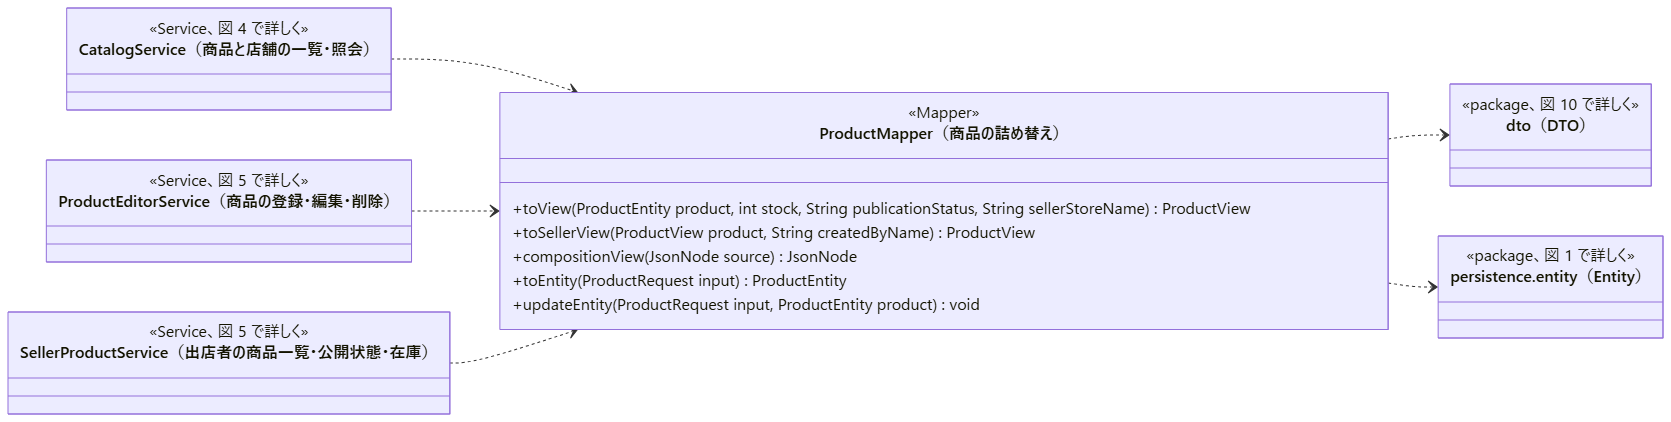 «Service、図 4 で詳しく»
CatalogService（商品と店舗の一覧・照会）
«Service、図 5 で詳しく»
ProductEditorService（商品の登録・編集・削除）
«Service、図 5 で詳しく»
SellerProductService（出店者の商品一覧・公開状態・在庫）
«Mapper»
ProductMapper（商品の詰め替え）
+toView(ProductEntity product, int stock, String publicationStatus, String sellerStoreName) : ProductView
+toSellerView(ProductView product, String createdByName) : ProductView
+compositionView(JsonNode source) : JsonNode
+toEntity(ProductRequest input) : ProductEntity
+updateEntity(ProductRequest input, ProductEntity product) : void
«package、図 10 で詳しく»
dto（DTO）
«package、図 1 で詳しく»
persistence.entity（Entity）